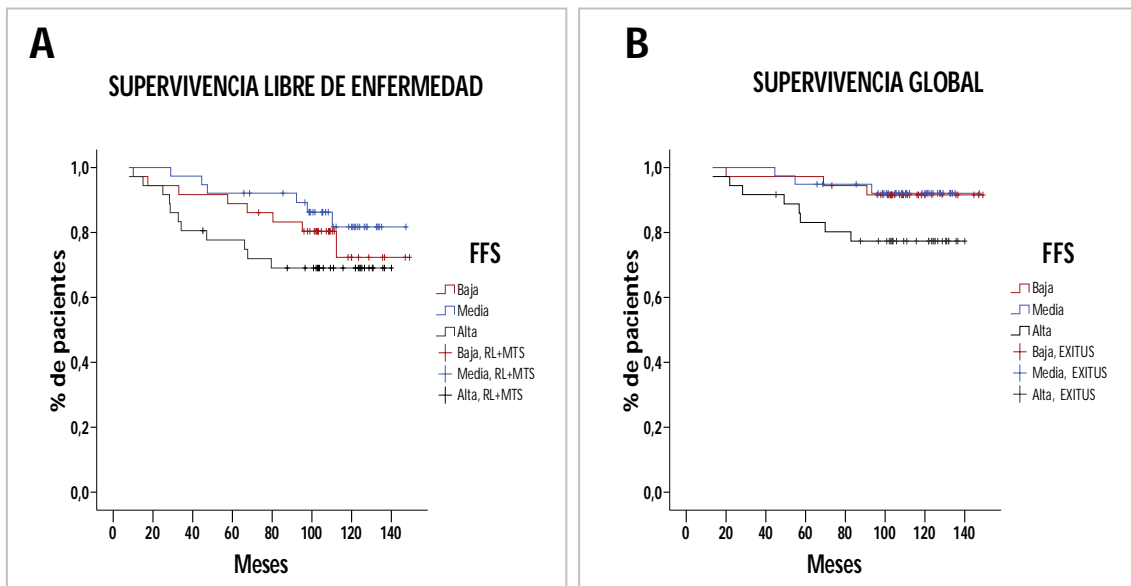 A
SUPERVIVENCIA LIBRE DE ENFERMEDAD
% de pacientes
1,0
0,8
0,6
0,4
0,2
0,0
0 20 40 60 80 100 120 140
Meses
FFS
Baja
Media
Alta
Baja, RL+MTS
Media, RL+MTS
Alta, RL+MTS
B
SUPERVIVENCIA GLOBAL
% de pacientes
1,0
0,8
0,6
0,4
0,2
0,0
0 20 40 60 80 100 120 140
Meses
FFS
Baja
Media
Alta
Baja, EXITUS
Media, EXITUS
Alta, EXITUS